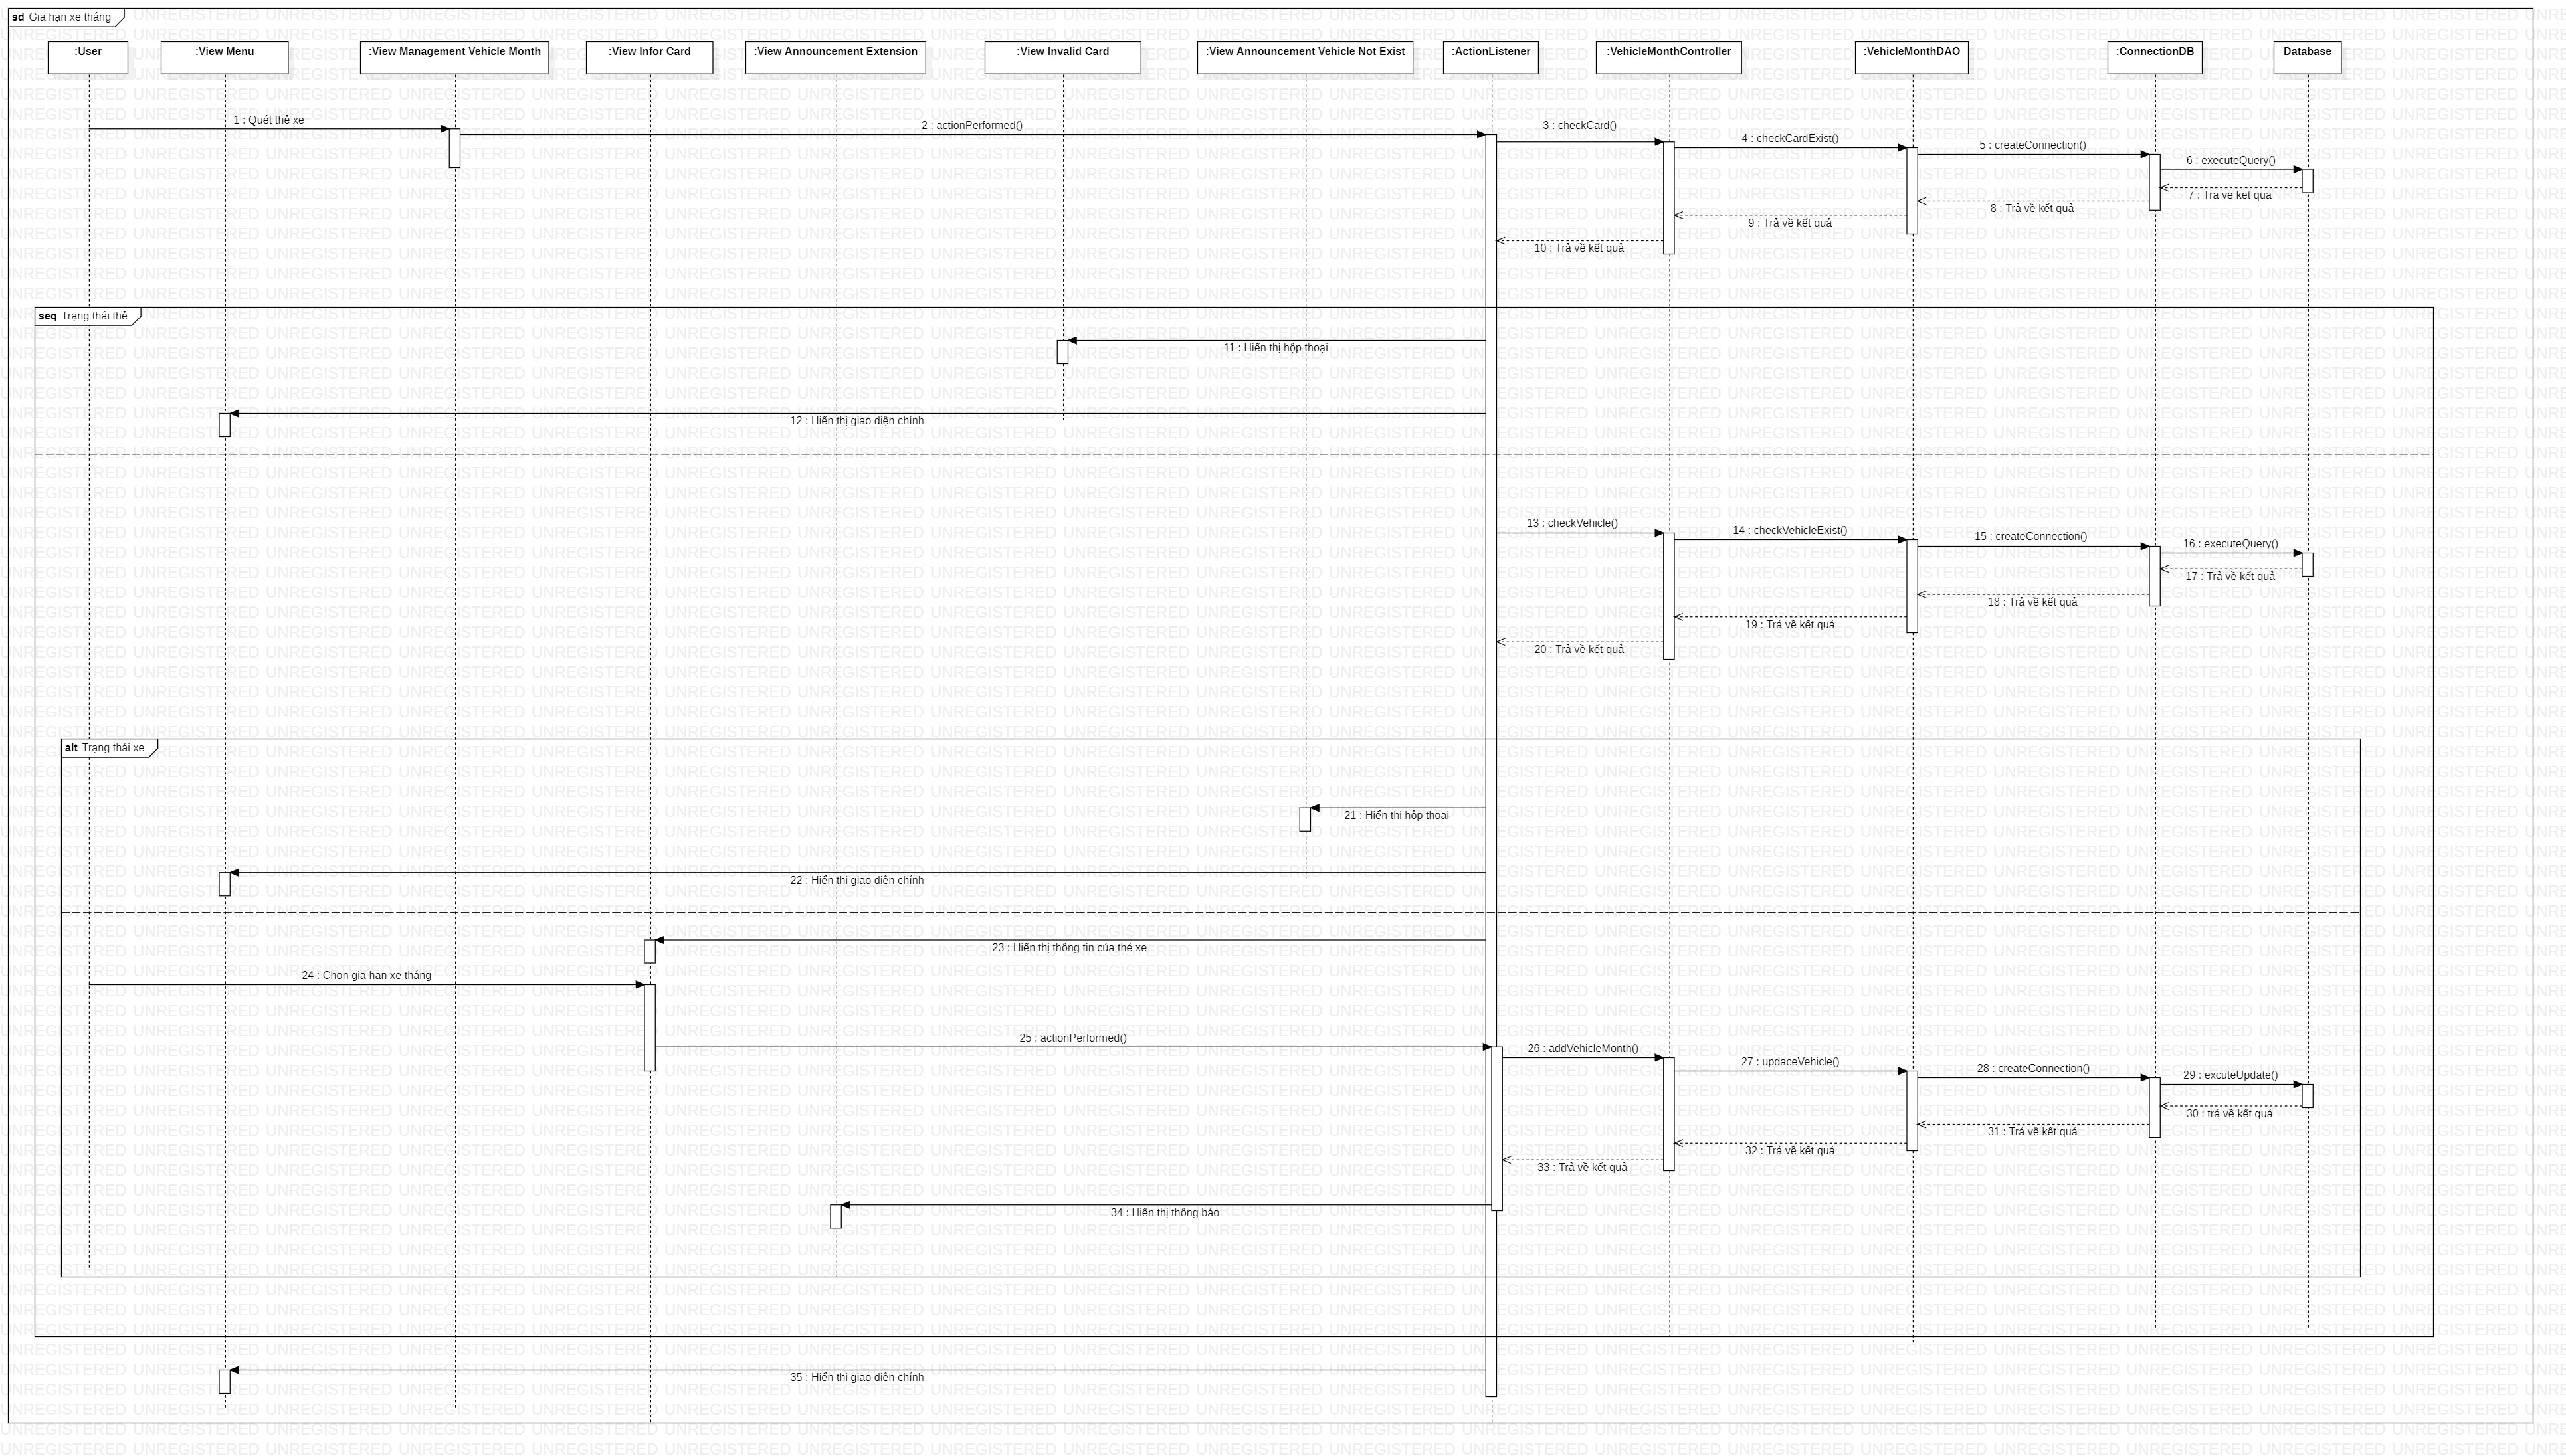 sd Gia hạn xe tháng
:User
:View Menu
:View Management Vehicle Month
:View Infor Card
:View Announcement Extension
:View Invalid Card
:View Announcement Vehicle Not Exist
:ActionListener
:VehicleMonthController
:VehicleMonthDAO
:ConnectionDB
Database
1 : Quét thẻ xe
2 : actionPerformed()
3 : checkCard()
4 : checkCardExist()
5 : createConnection()
6 : executeQuery()
7 : Tra ve ket qua
8 : Trả về kết quả
9 : Trả về kết quả
10 : Trả về kết quả
seq Trạng thái thẻ
11 : Hiển thị hộp thoại
12 : Hiển thị giao diện chính
13 : checkVehicle()
14 : checkVehicleExist()
15 : createConnection()
16 : executeQuery()
17 : Trả về kết quả
18 : Trả về kết quả
19 : Trả về kết quả
20 : Trả về kết quả
alt Trạng thái xe
21 : Hiển thị hộp thoại
22 : Hiển thị giao diện chính
23 : Hiển thị thông tin của thẻ xe
24 : Chọn gia hạn xe tháng
25 : actionPerformed()
26 : addVehicleMonth()
27 : updaceVehicle()
28 : createConnection()
29 : excuteUpdate()
30 : trả về kết quả
31 : Trả về kết quả
32 : Trả về kết quả
33 : Trả về kết quả
34 : Hiển thị thông báo
35 : Hiển thị giao diện chính
UNREGISTERED